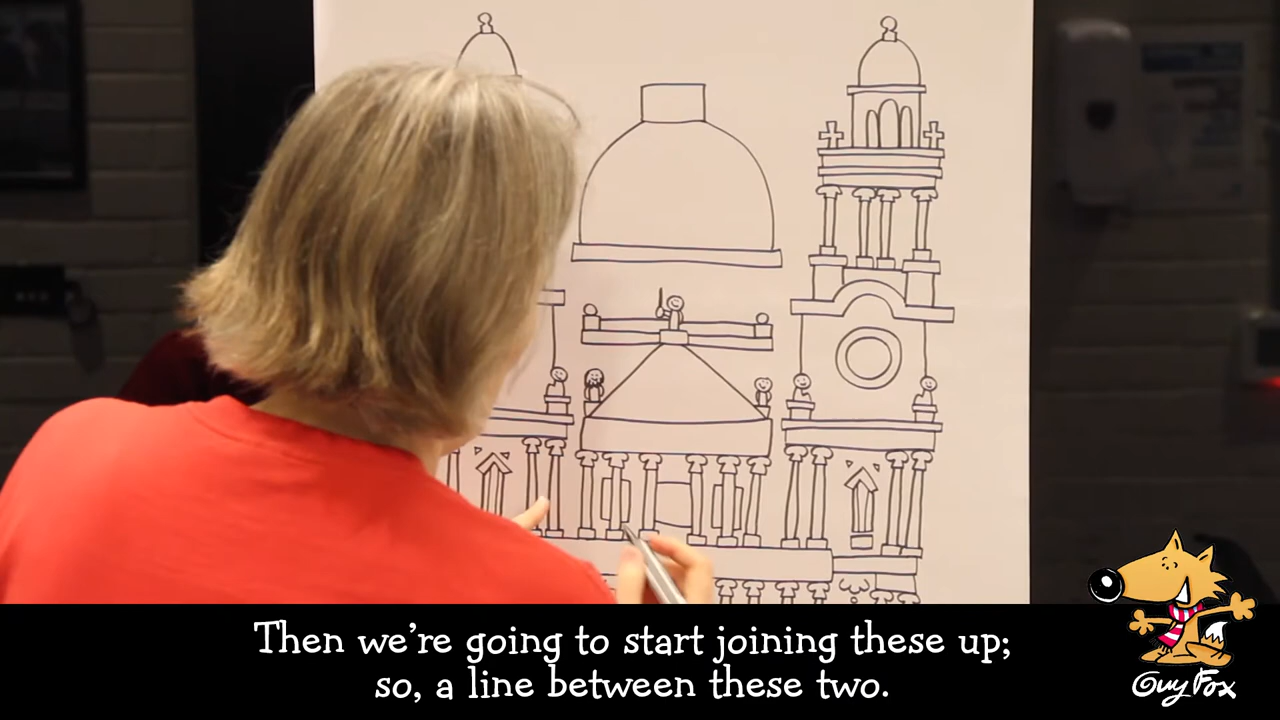 Then we're going to start joining these up;
so, a line between these two.
Guy Fox